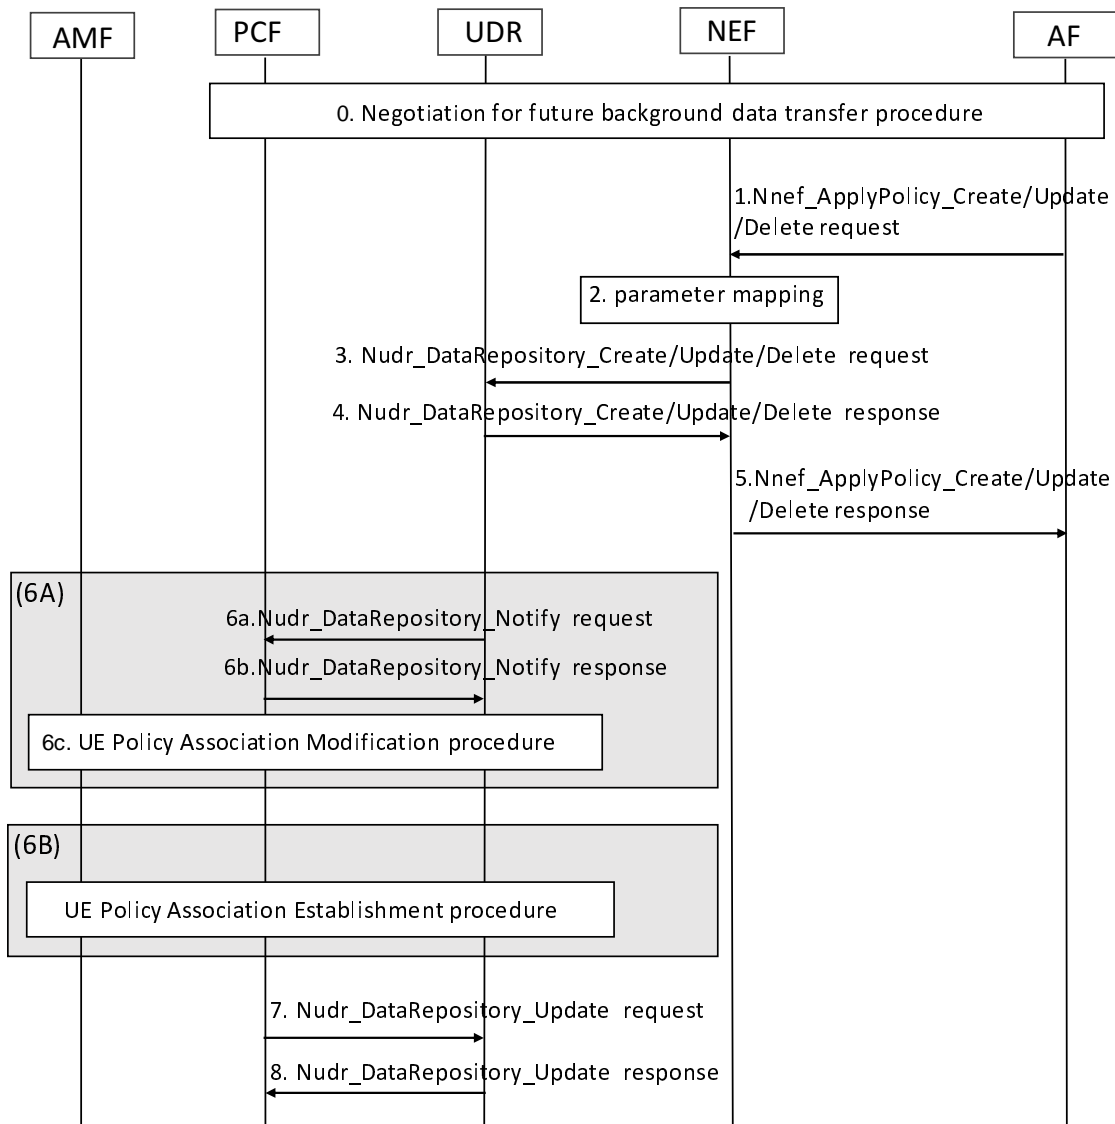 AMF
PCF
UDR
NEF
AF
0. Negotiation for future background data transfer procedure
1.Nnef_ApplyPolicy_Create/Update
/Delete request
2. parameter mapping
3. Nudr_DataRepository_Create/Update/Delete request
4. Nudr_DataRepository_Create/Update/Delete response
5.Nnef_ApplyPolicy_Create/Update
/Delete response
(6A)
6a.Nudr_DataRepository_Notify request
6b.Nudr_DataRepository_Notify response
6c. UE Policy Association Modification procedure
(6B)
UE Policy Association Establishment procedure
7. Nudr_DataRepository_Update request
8. Nudr_DataRepository_Update response